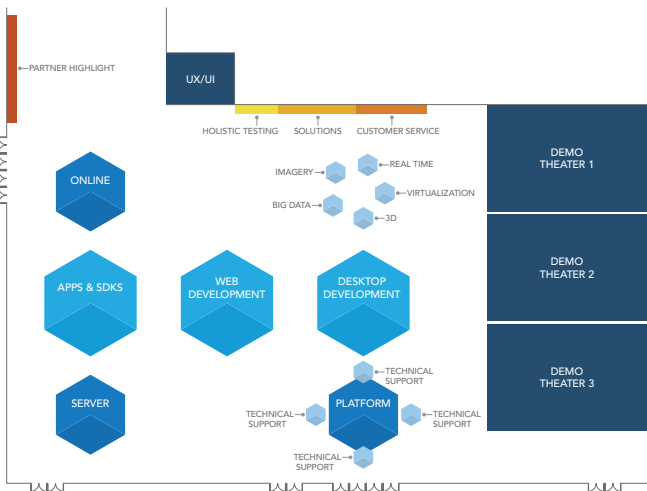 PARTNER HIGHLIGHT
UX/UI
HOLISTIC TESTING
SOLUTIONS
CUSTOMER SERVICE
DEMO
THEATER 1
ONLINE
IMAGERY
REAL TIME
VIRTUALIZATION
BIG DATA
3D
DEMO
THEATER 2
APPS & SDKS
WEB
DEVELOPMENT
DESKTOP
DEVELOPMENT
DEMO
THEATER 3
TECHNICAL
SUPPORT
SERVER
PLATFORM
TECHNICAL
SUPPORT
TECHNICAL
SUPPORT
TECHNICAL
SUPPORT